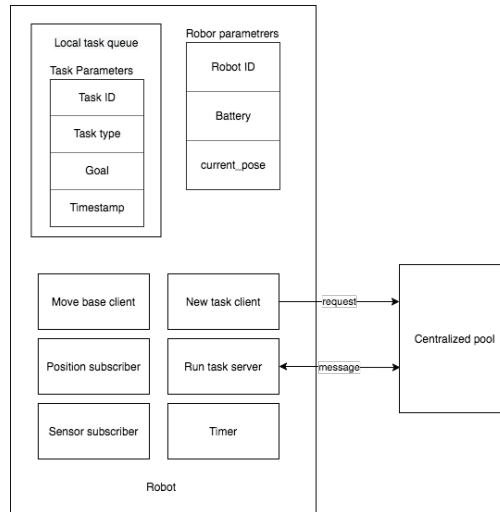 Local task queue
Task Parameters
Task ID
Task type
Goal
Timestamp
Robor parametrers
Robot ID
Battery
current_pose
Move base client
New task client
request
Centralized pool
Position subscriber
Run task server
message
Sensor subscriber
Timer
Robot